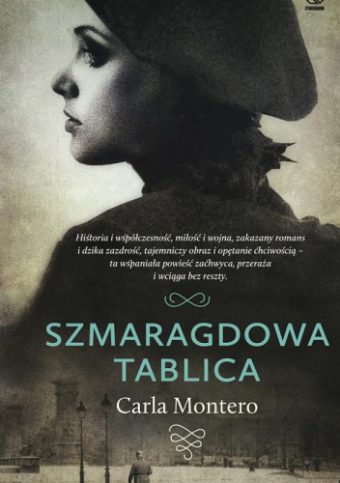 Historia i współczesność, miłość i wojna, zakazany romans
i dzika zazdrość, tajemniczy obraz i opętanie chciwością –
ta wspaniała powieść zachwyca, przeraża
i wciąga bez reszty.
SZMARAGDOWA
TABLICA
Carla Montero